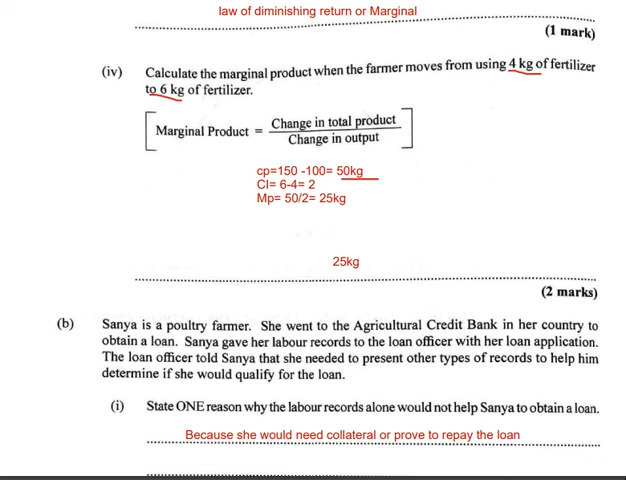 law of diminishing return or Marginal
(1 mark)
(iv) Calculate the marginal product when the farmer moves from using 4 kg of fertilizer
to 6 kg of fertilizer.
[Marginal Product = Change in total product / Change in output]
cp=150 -100= 50kg
CI= 6-4= 2
Mp= 50/2= 25kg
25kg
(2 marks)
(b) Sanya is a poultry farmer. She went to the Agricultural Credit Bank in her country to
obtain a loan. Sanya gave her labour records to the loan officer with her loan application.
The loan officer told Sanya that she needed to present other types of records to help him
determine if she would qualify for the loan.
(i) State ONE reason why the labour records alone would not help Sanya to obtain a loan.
Because she would need collateral or prove to repay the loan